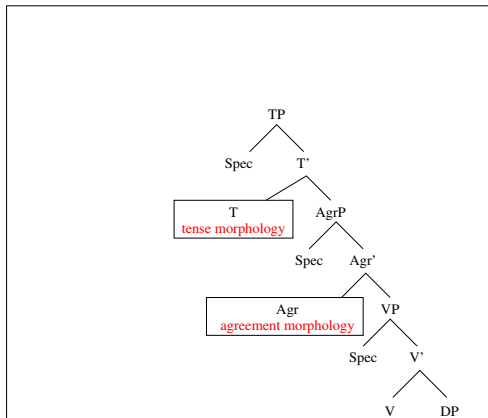 TP
Spec T’
T
tense morphology
AgrP
Spec Agr’
Agr
agreement morphology
VP
Spec V’
V DP